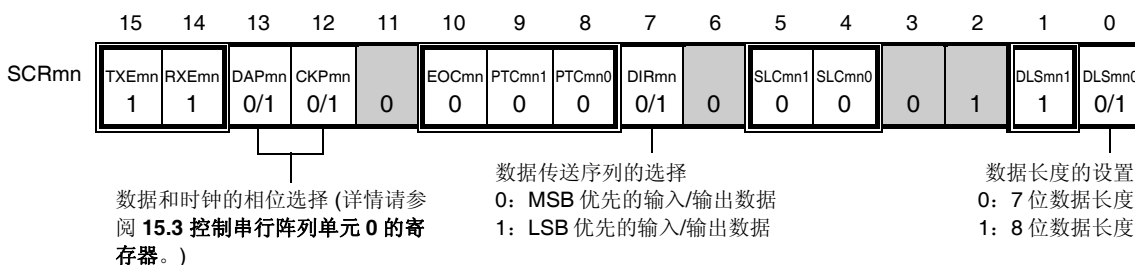 15 14 13 12 11 10 9 8 7 6 5 4 3 2 1 0
SCRmn TXEmn RXEmn DAPmn CKPmn EOCmn PTCmn1 PTCmn0 DIRmn SLCmn1 SLCmn0 DLSmn1 DLSmn0
1 1 0/1 0/1 0 0 0 0 0/1 0 0 0 0 1 1 0/1
数据和时钟的相位选择 (详情请参
阅 15.3 控制串行阵列单元 0 的寄
存器。)
数据传送序列的选择
0：MSB 优先的输入/输出数据
1：LSB 优先的输入/输出数据
数据长度的设置
0：7 位数据长度
1：8 位数据长度